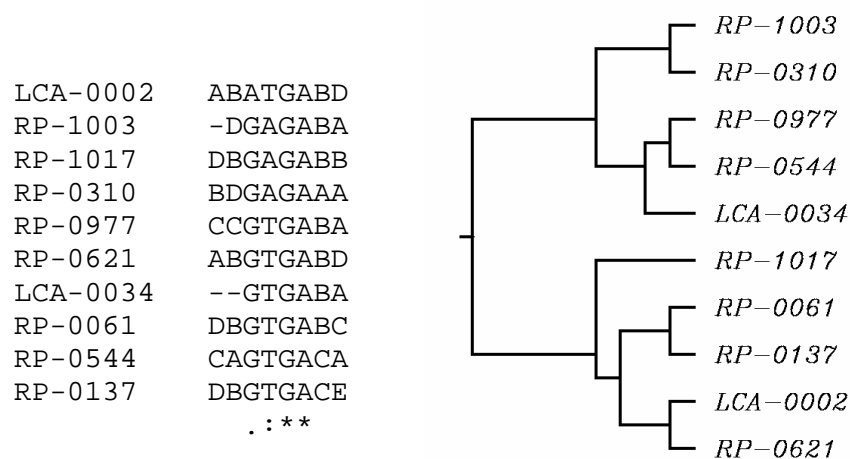 LCA-0002 ABATGABD
RP-1003 -DGAGABA
RP-1017 DBGAGABB
RP-0310 BDGAGAAA
RP-0977 CCGTGABA
RP-0621 ABGTGABD
LCA-0034 --GTGABA
RP-0061 DBGTGABC
RP-0544 CAGTGACA
RP-0137 DBGTGACE
.:**
RP-1003
RP-0310
RP-0977
RP-0544
LCA-0034
RP-1017
RP-0061
RP-0137
LCA-0002
RP-0621